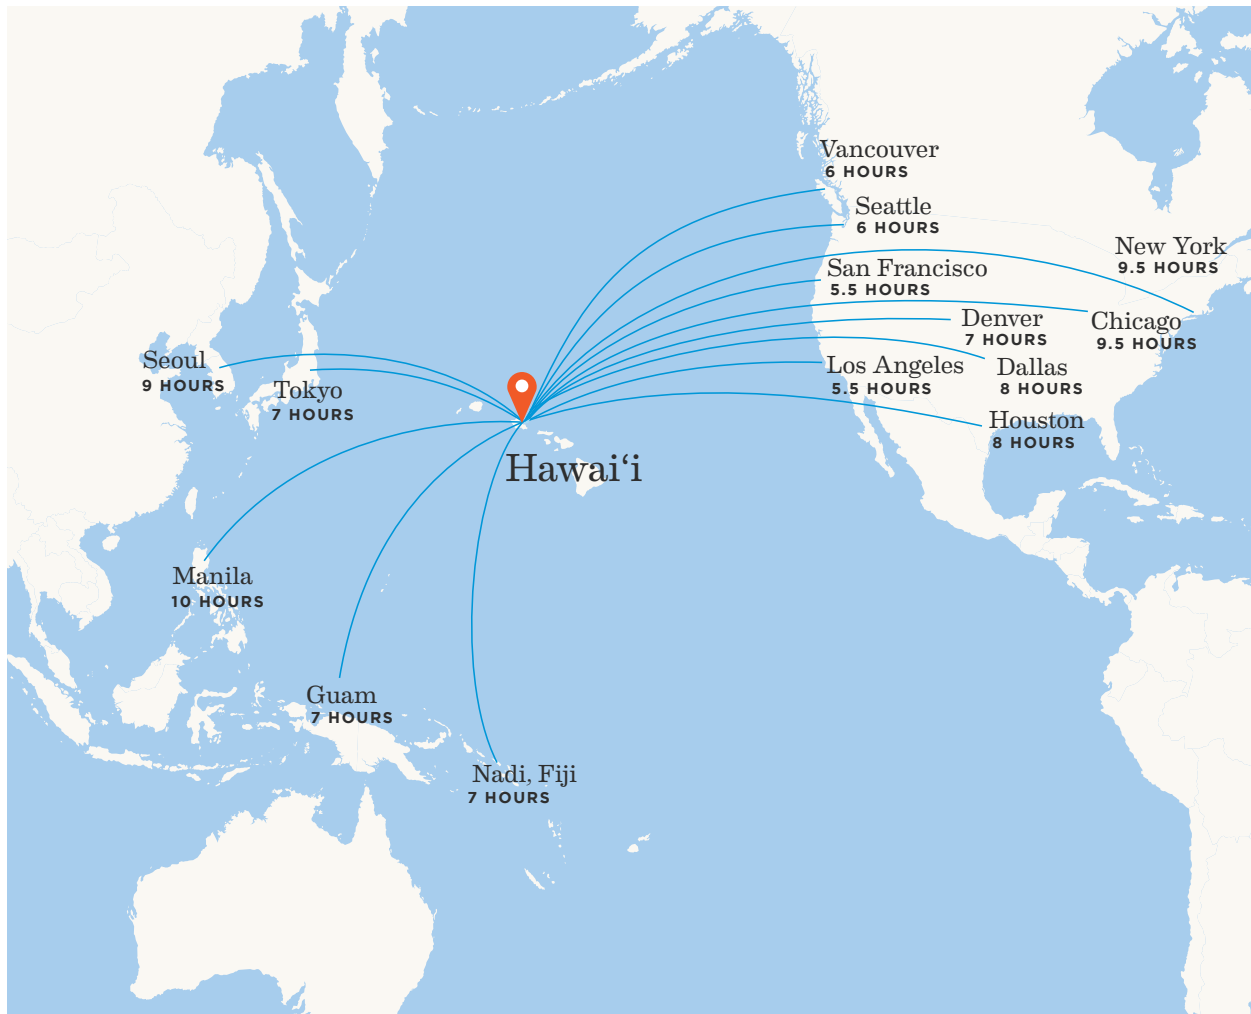 Vancouver
6 HOURS
Seattle
6 HOURS
New York
9.5 HOURS
San Francisco
5.5 HOURS
Denver
7 HOURS
Chicago
9.5 HOURS
Seoul
9 HOURS
Tokyo
7 HOURS
Los Angeles
5.5 HOURS
Dallas
8 HOURS
Houston
8 HOURS
Hawai‘i
Manila
10 HOURS
Guam
7 HOURS
Nadi, Fiji
7 HOURS